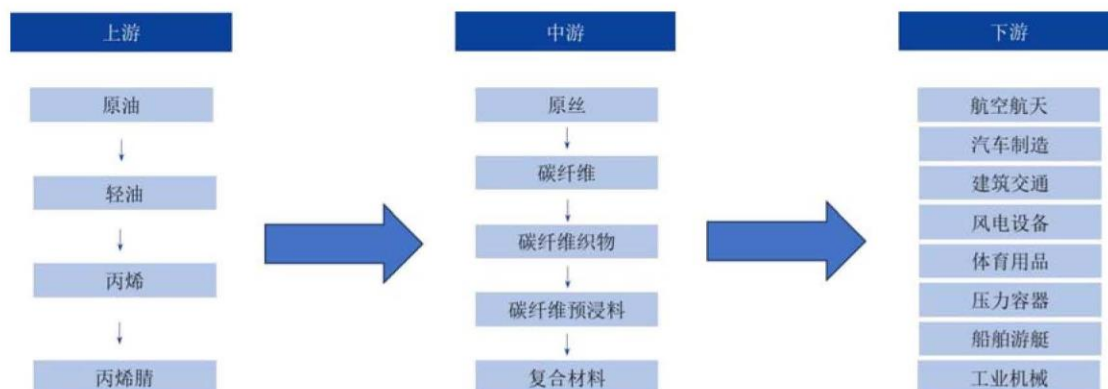 上游
原油
轻油
丙烯
丙烯腈
中游
原丝
碳纤维
碳纤维织物
碳纤维预浸料
复合材料
下游
航空航天
汽车制造
建筑交通
风电设备
体育用品
压力容器
船舶游艇
工业机械